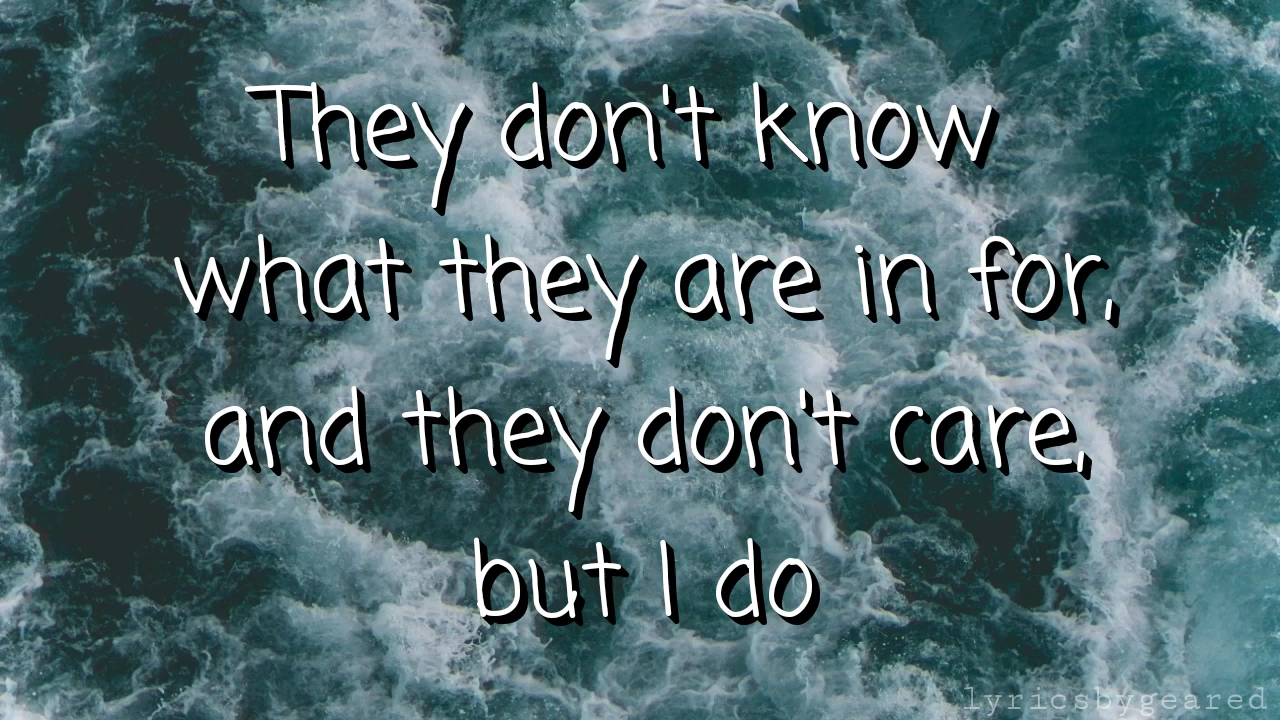 They don't know
what they are in for,
and they don't care,
but I do
lyricsbygeared